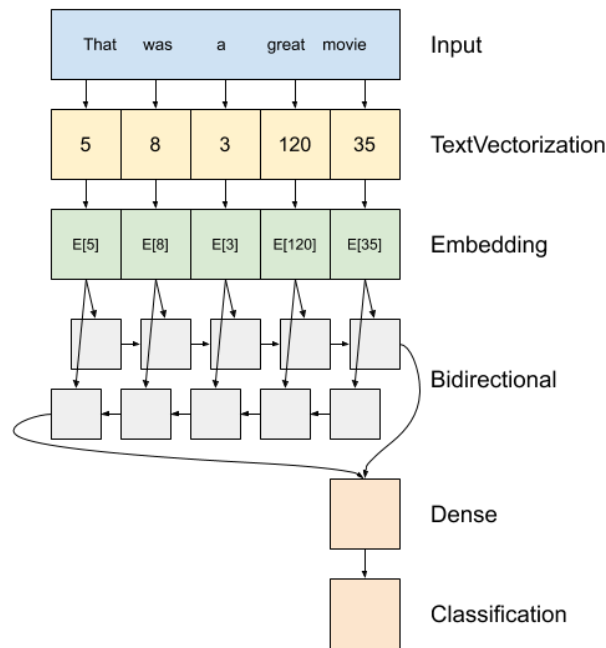 That was a great movie Input
5 8 3 120 35 TextVectorization
E[5] E[8] E[3] E[120] E[35] Embedding
Bidirectional
Dense
Classification